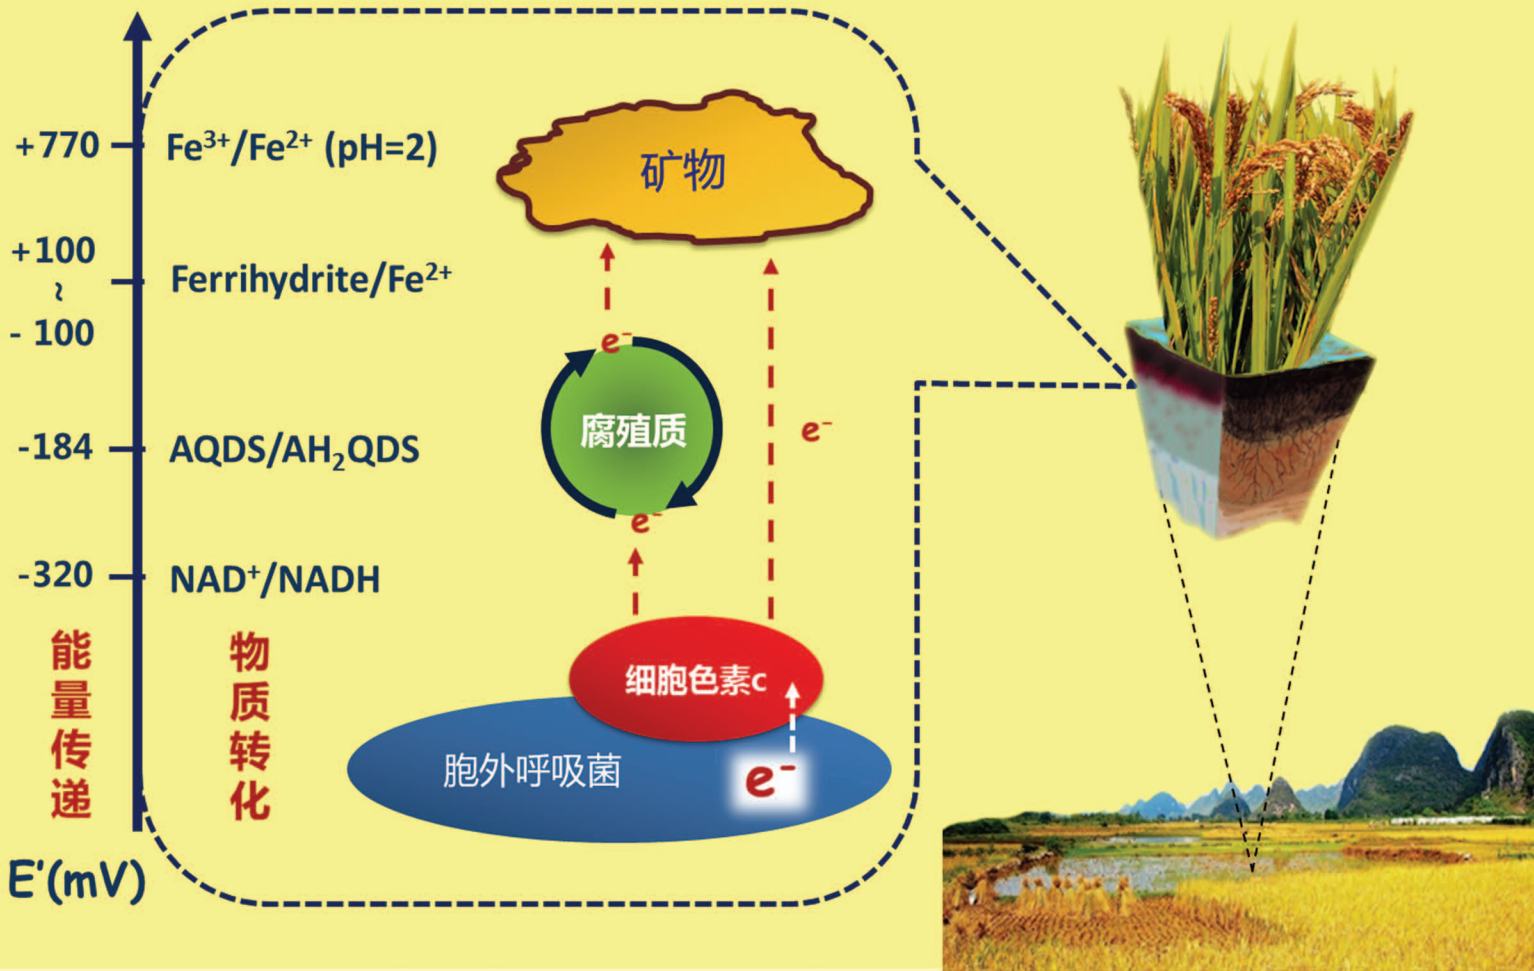 +770
Fe³⁺/Fe²⁺ (pH=2)
矿物
+100
~
- 100
Ferrihydrite/Fe²⁺
e⁻
腐殖质
e⁻
-184
AQDS/AH₂QDS
e⁻
-320
NAD⁺/NADH
能量传递
物质转化
细胞色素c
胞外呼吸菌
e⁻
E'(mV)